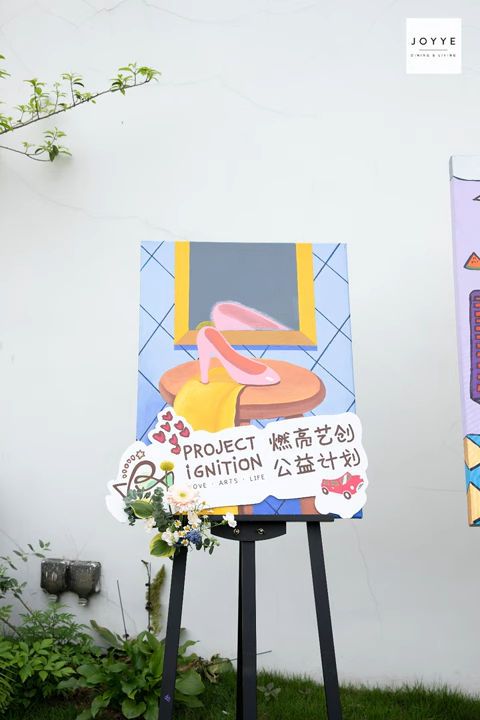 JOYYE
DINING & LIVING
PROJECT
iGNiTiON
LOVE · ARTS · LIFE
燃亮艺创
公益计划